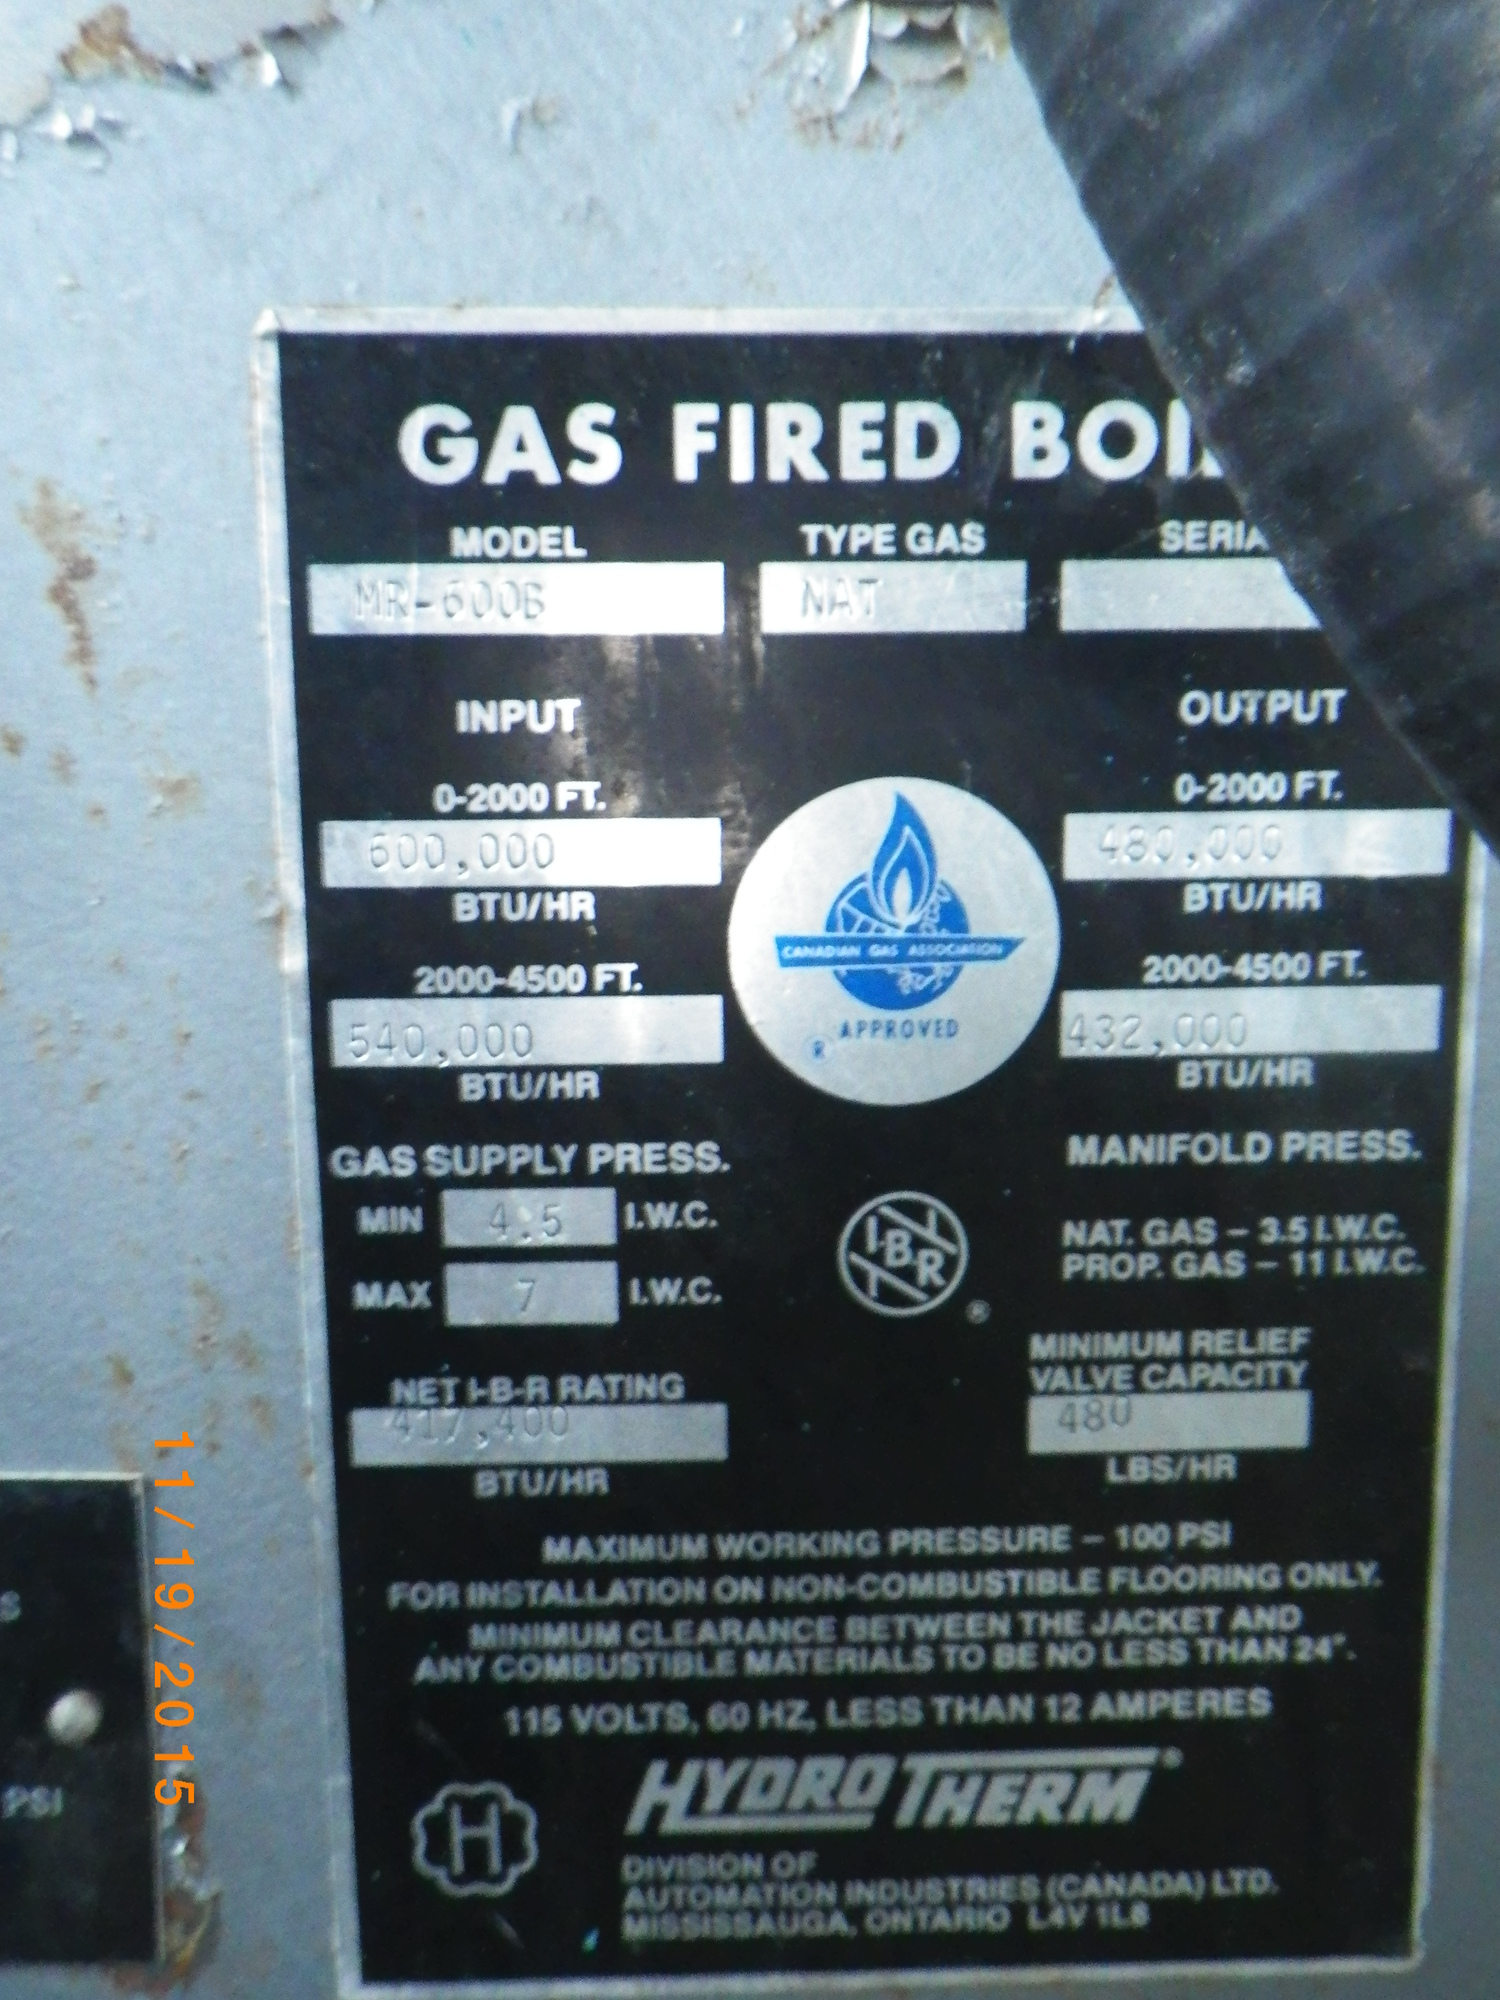 GAS FIRED BOIL
MODEL TYPE GAS SERIA
MR-600B NAT
INPUT OUTPUT
0-2000 FT. 0-2000 FT.
600,000 480,000
BTU/HR BTU/HR
2000-4500 FT. 2000-4500 FT.
540,000 432,000
BTU/HR BTU/HR
CANADIAN GAS ASSOCIATION
APPROVED
®
GAS SUPPLY PRESS. MANIFOLD PRESS.
MIN 4.5 I.W.C. NAT. GAS – 3.5 I.W.C.
MAX 7 I.W.C. PROP. GAS – 11 I.W.C.
I-B-R ®
NET I-B-R RATING
417,400
BTU/HR
MINIMUM RELIEF
VALVE CAPACITY
480
LBS/HR
MAXIMUM WORKING PRESSURE – 100 PSI
FOR INSTALLATION ON NON-COMBUSTIBLE FLOORING ONLY.
MINIMUM CLEARANCE BETWEEN THE JACKET AND
ANY COMBUSTIBLE MATERIALS TO BE NO LESS THAN 24".
115 VOLTS, 60 HZ, LESS THAN 12 AMPERES
H
HYDROTHERM®
DIVISION OF
AUTOMATION INDUSTRIES (CANADA) LTD.
MISSISSAUGA, ONTARIO L4V 1L8
S
PSI
11/19/2015